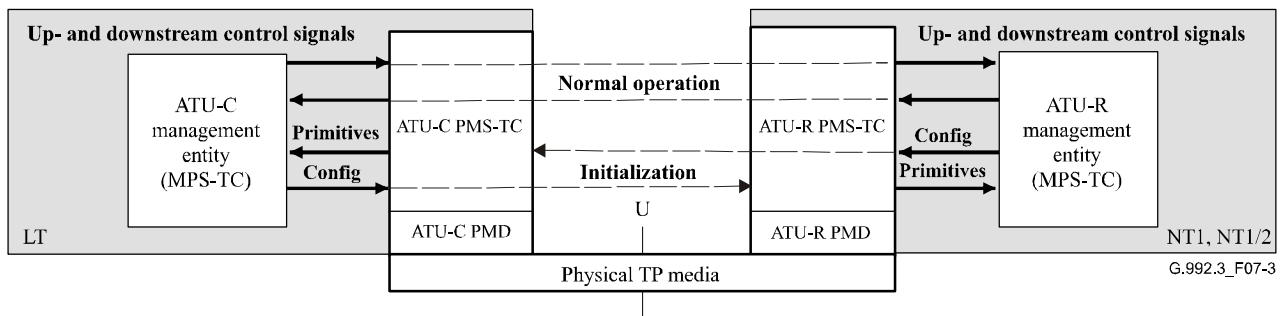 Up- and downstream control signals
Up- and downstream control signals
Normal operation
ATU-C
management
entity
(MPS-TC)
Primitives
Config
ATU-C PMS-TC
ATU-R PMS-TC
Config
Primitives
ATU-R
management
entity
(MPS-TC)
Initialization
U
LT
ATU-C PMD
ATU-R PMD
NT1, NT1/2
Physical TP media
G.992.3_F07-3